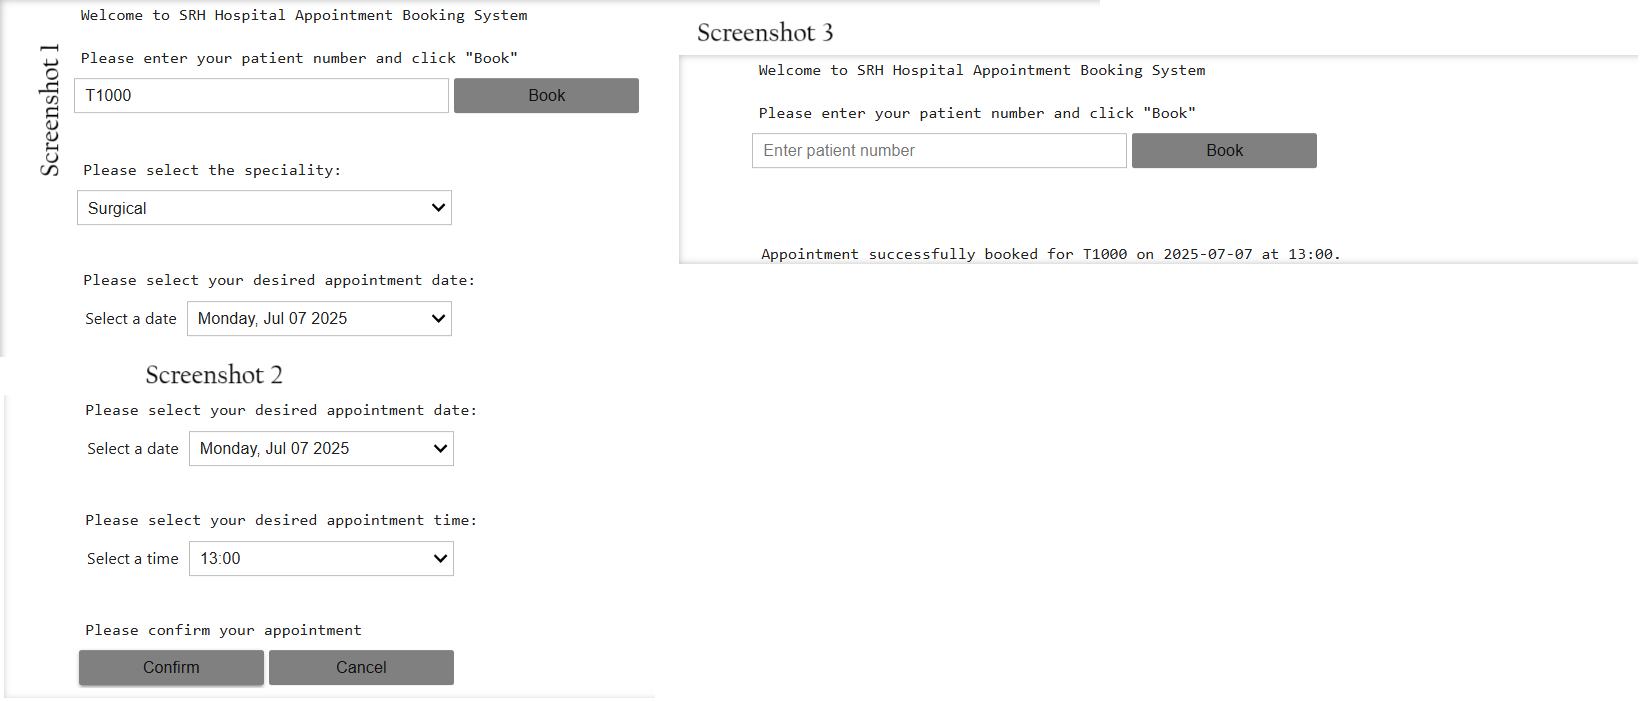 Screenshot 1
Welcome to SRH Hospital Appointment Booking System
Please enter your patient number and click "Book"
T1000 Book
Please select the speciality:
Surgical
Please select your desired appointment date:
Select a date Monday, Jul 07 2025
Screenshot 2
Please select your desired appointment date:
Select a date Monday, Jul 07 2025
Please select your desired appointment time:
Select a time 13:00
Please confirm your appointment
Confirm Cancel
Screenshot 3
Welcome to SRH Hospital Appointment Booking System
Please enter your patient number and click "Book"
Enter patient number Book
Appointment successfully booked for T1000 on 2025-07-07 at 13:00.